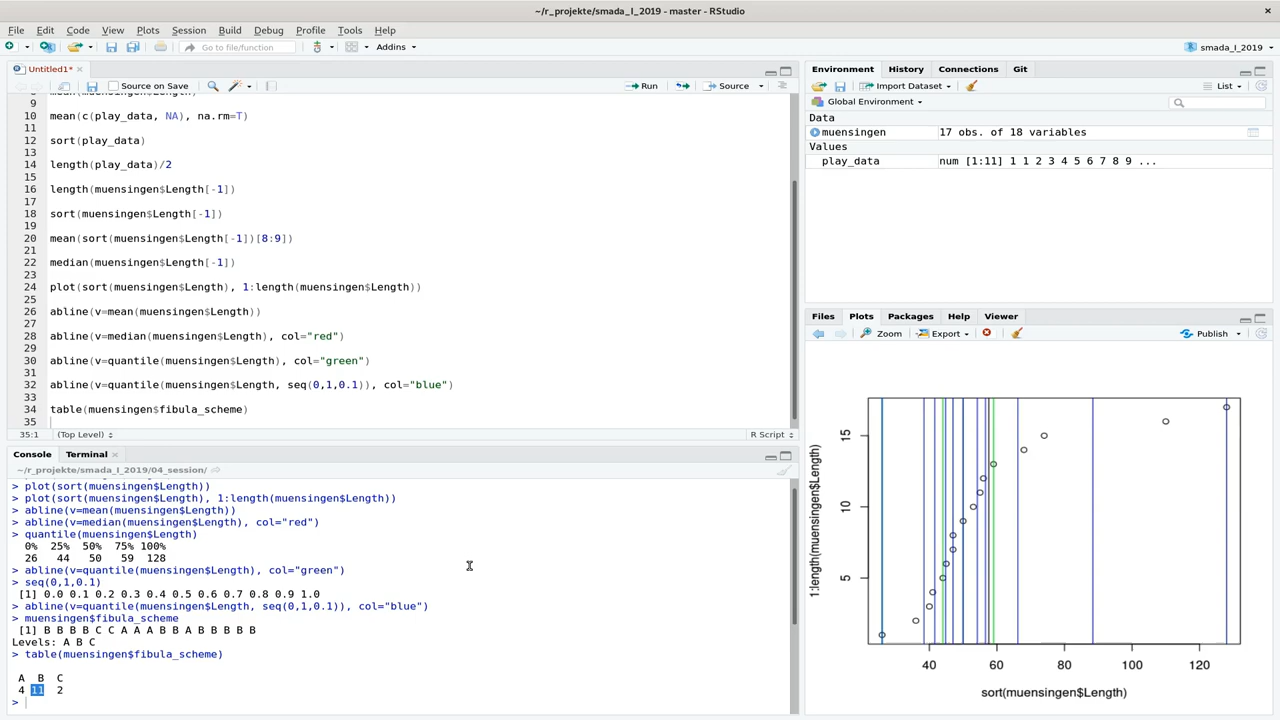 ~/r_projekte/smada_I_2019 - master - RStudio
File Edit Code View Plots Session Build Debug Profile Tools Help
Go to file/function Addins smada_I_2019
Untitled1*
Source on Save Run Source
9
10 mean(c(play_data, NA), na.rm=T)
11
12 sort(play_data)
13
14 length(play_data)/2
15
16 length(muensingen$Length[-1])
17
18 sort(muensingen$Length[-1])
19
20 mean(sort(muensingen$Length[-1])[8:9])
21
22 median(muensingen$Length[-1])
23
24 plot(sort(muensingen$Length), 1:length(muensingen$Length))
25
26 abline(v=mean(muensingen$Length))
27
28 abline(v=median(muensingen$Length), col="red")
29
30 abline(v=quantile(muensingen$Length), col="green")
31
32 abline(v=quantile(muensingen$Length, seq(0,1,0.1)), col="blue")
33
34 table(muensingen$fibula_scheme)
35
35:1 (Top Level) R Script
Console Terminal
~/r_projekte/smada_I_2019/04_session/
> plot(sort(muensingen$Length))
> plot(sort(muensingen$Length), 1:length(muensingen$Length))
> abline(v=mean(muensingen$Length))
> abline(v=median(muensingen$Length), col="red")
> quantile(muensingen$Length)
0% 25% 50% 75% 100%
26 44 50 59 128
> abline(v=quantile(muensingen$Length), col="green")
> seq(0,1,0.1)
[1] 0.0 0.1 0.2 0.3 0.4 0.5 0.6 0.7 0.8 0.9 1.0
> abline(v=quantile(muensingen$Length, seq(0,1,0.1)), col="blue")
> muensingen$fibula_scheme
[1] B B B B C C A A A B B A B B B B B
Levels: A B C
> table(muensingen$fibula_scheme)
A B C
4 11 2
>
Environment History Connections Git
Import Dataset List
Global Environment
Data
muensingen 17 obs. of 18 variables
Values
play_data num [1:11] 1 1 2 3 4 5 6 7 8 9 ...
Files Plots Packages Help Viewer
Zoom Export Publish
1:length(muensingen$Length)
15
10
5
40 60 80 100 120
sort(muensingen$Length)